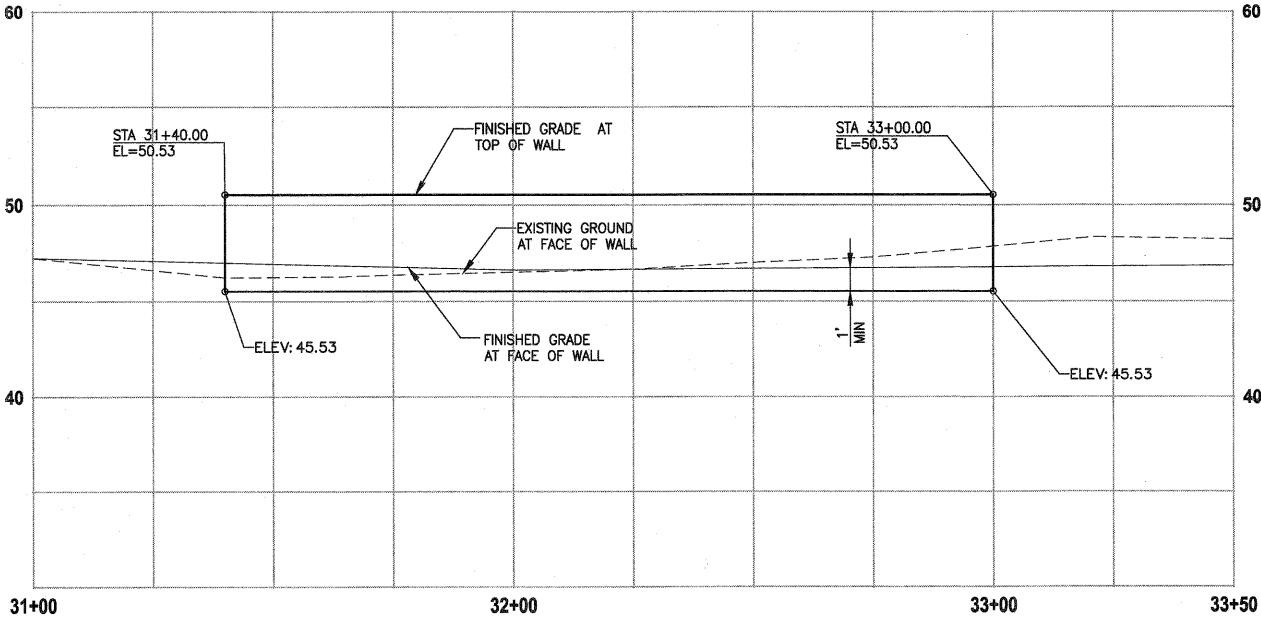 60
60
STA 31+40.00
EL=50.53
FINISHED GRADE AT
TOP OF WALL
STA 33+00.00
EL=50.53
50
50
EXISTING GROUND
AT FACE OF WALL
1'
MIN
FINISHED GRADE
AT FACE OF WALL
ELEV: 45.53
ELEV: 45.53
40
40
31+00
32+00
33+00
33+50